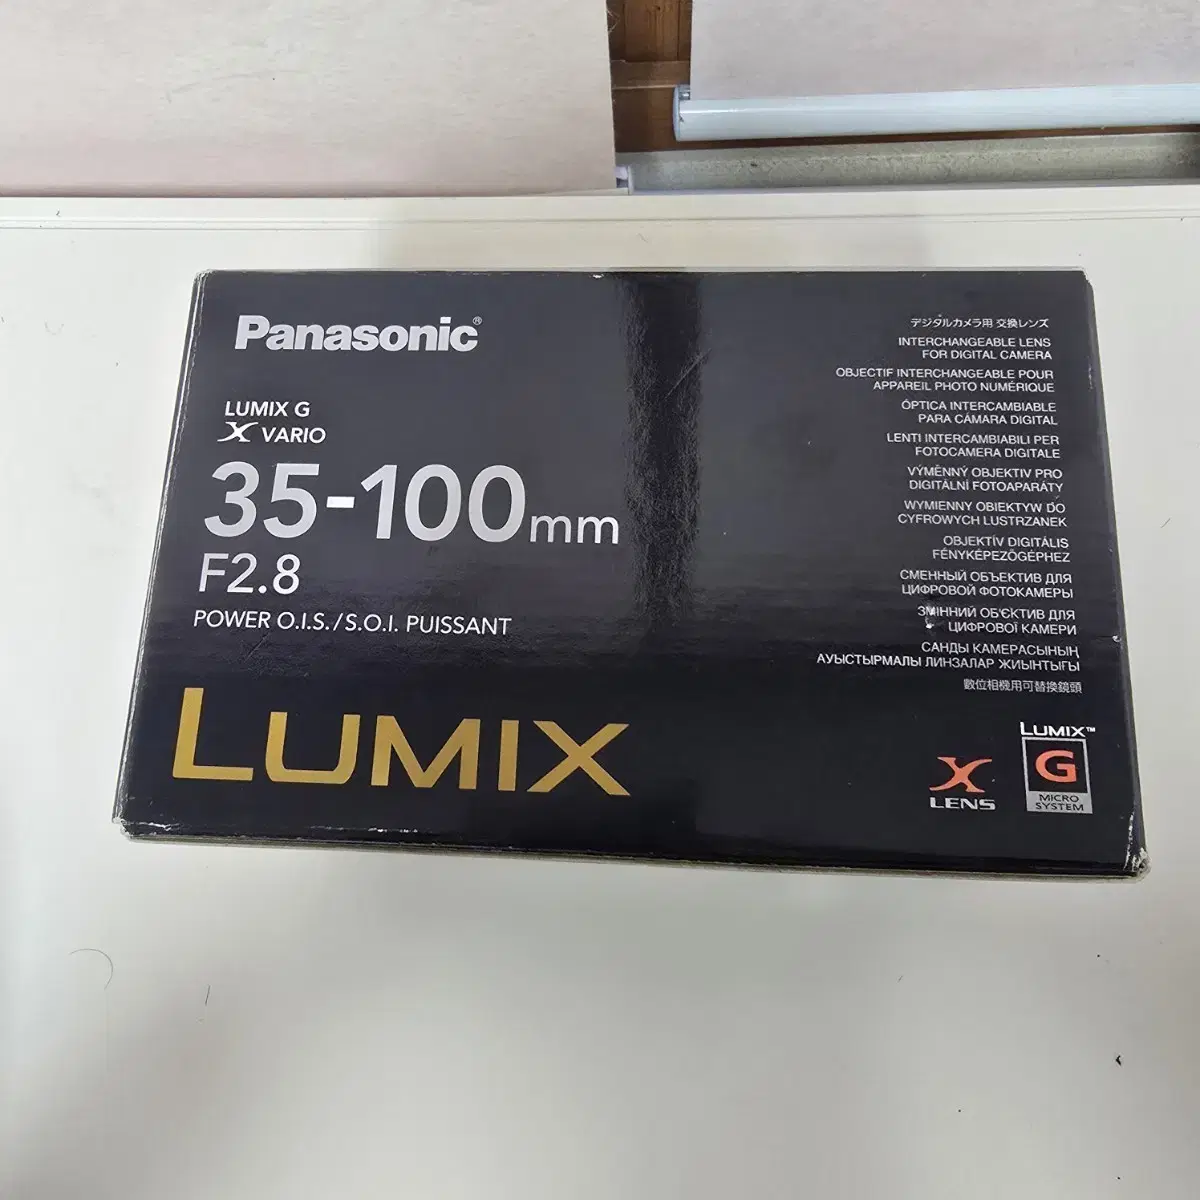 Panasonic®
LUMIX G
X VARIO
35-100mm
F2.8
POWER O.I.S./S.O.I. PUISSANT
LUMIX
デジタルカメラ用 交換レンズ
INTERCHANGEABLE LENS
FOR DIGITAL CAMERA
OBJECTIF INTERCHANGEABLE POUR
APPAREIL PHOTO NUMÉRIQUE
ÓPTICA INTERCAMBIABLE
PARA CÁMARA DIGITAL
LENTI INTERCAMBIABILI PER
FOTOCAMERA DIGITALE
VÝMĚNNÝ OBJEKTIV PRO
DIGITÁLNÍ FOTOAPARÁTY
WYMIENNY OBIEKTYW DO
CYFROWYCH LUSTRZANEK
OBJEKTÍV DIGITÁLIS
FÉNYKÉPEZŐGÉPHEZ
СМЕННЫЙ ОБЪЕКТИВ ДЛЯ
ЦИФРОВОЙ ФОТОКАМЕРЫ
ЗМІННИЙ ОБ'ЄКТИВ ДЛЯ
ЦИФРОВОЇ КАМЕРИ
САНДЫ КАМЕРАСЫНЫҢ
АУЫСТЫРМАЛЫ ЛИНЗАЛАР ЖИЫНТЫҒЫ
數位相機用可替換鏡頭
X
LENS
LUMIX™
G
MICRO
SYSTEM